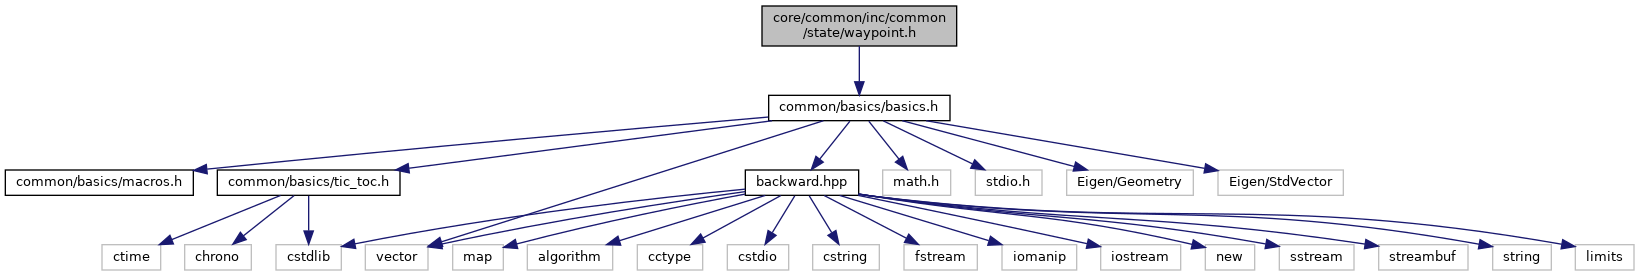 core/common/inc/common
/state/waypoint.h
common/basics/basics.h
common/basics/macros.h
common/basics/tic_toc.h
backward.hpp
math.h
stdio.h
Eigen/Geometry
Eigen/StdVector
ctime
chrono
cstdlib
vector
map
algorithm
cctype
cstdio
cstring
fstream
iomanip
iostream
new
sstream
streambuf
string
limits